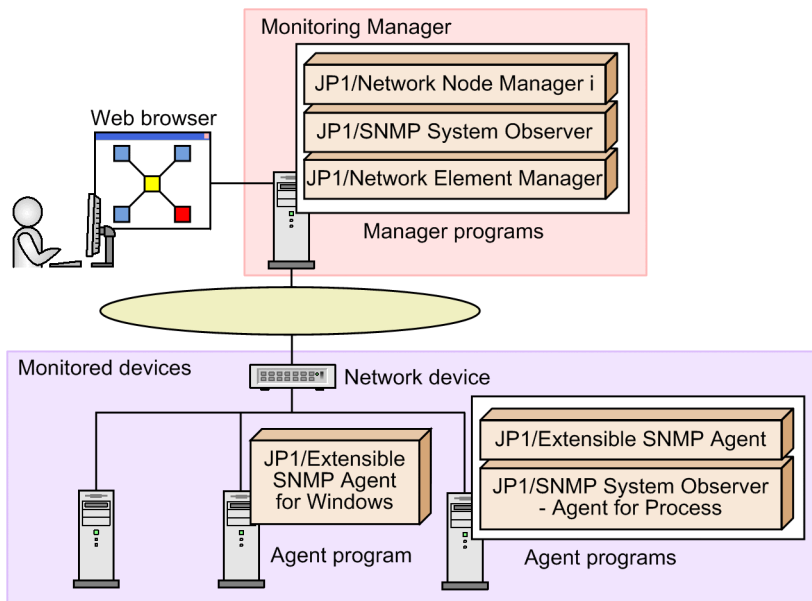 Monitoring Manager
JP1/Network Node Manager i
JP1/SNMP System Observer
JP1/Network Element Manager
Manager programs
Web browser
Monitored devices
Network device
JP1/Extensible
SNMP Agent
for Windows
Agent program
JP1/Extensible SNMP Agent
JP1/SNMP System Observer
- Agent for Process
Agent programs